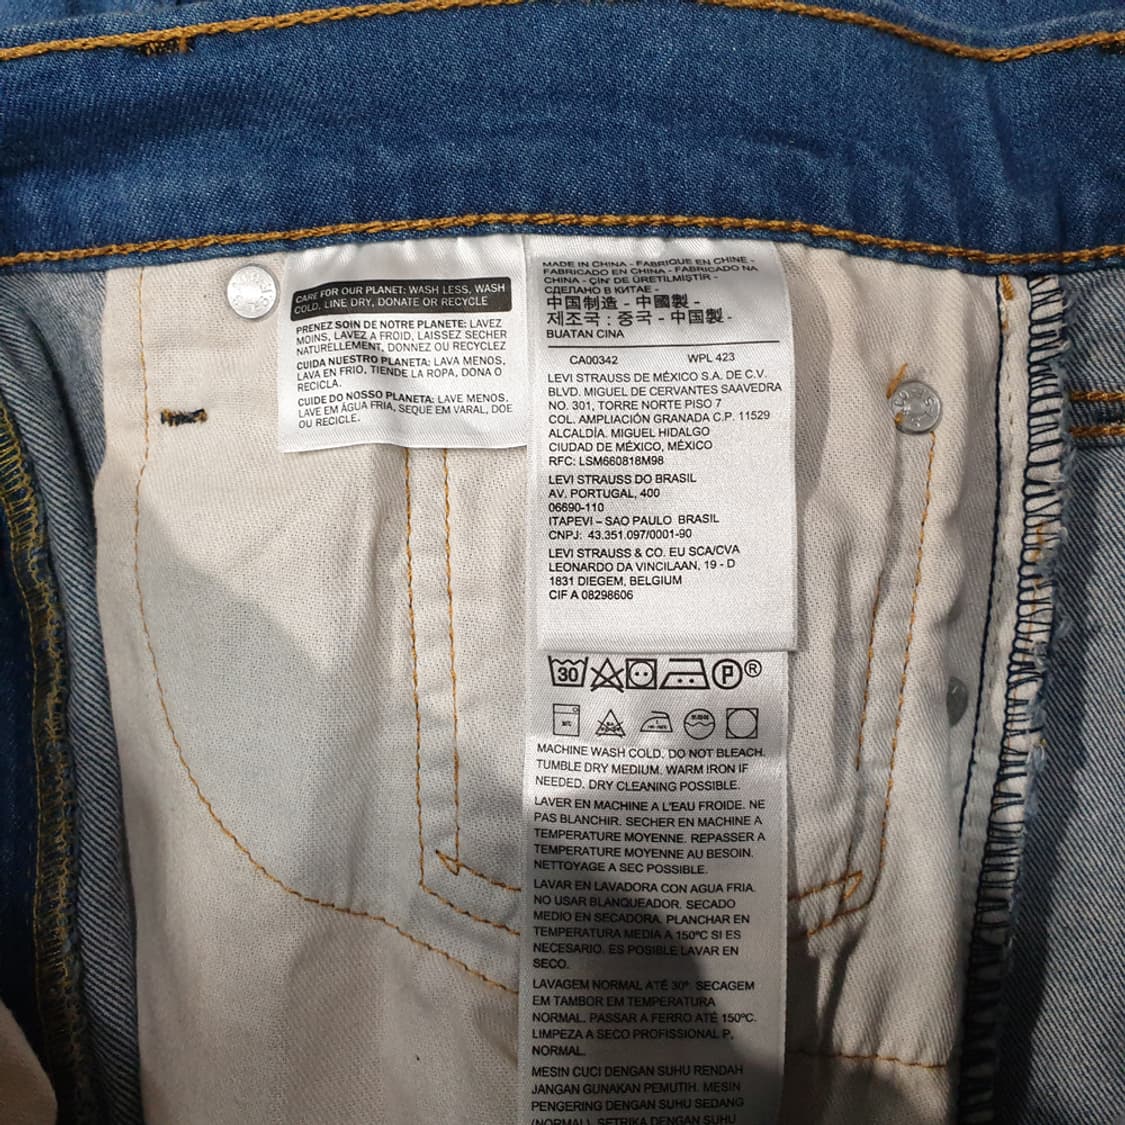 CARE FOR OUR PLANET: WASH LESS, WASH
COLD, LINE DRY, DONATE OR RECYCLE
PRENEZ SOIN DE NOTRE PLANETE: LAVEZ
MOINS, LAVEZ A FROID, LAISSEZ SECHER
NATURELLEMENT, DONNEZ OU RECYCLEZ
CUIDA NUESTRO PLANETA: LAVA MENOS,
LAVA EN FRIO, TIENDE LA ROPA, DONA O
RECICLA.
CUIDE DO NOSSO PLANETA: LAVE MENOS.
LAVE EM ÁGUA FRIA, SEQUE EM VARAL, DOE
OU RECICLE.
MADE IN CHINA - FABRIQUE EN CHINE -
FABRICADO EN CHINA - FABRICADO NA
CHINA - ÇIN' DE ÜRETİLMİŞTİR -
СДЕЛАНО В КИТАЕ -
中国制造 - 中國製 -
제조국 : 중국 - 中国製 -
BUATAN CINA
CA00342 WPL 423
LEVI STRAUSS DE MÉXICO S.A. DE C.V.
BLVD. MIGUEL DE CERVANTES SAAVEDRA
NO. 301, TORRE NORTE PISO 7
COL. AMPLIACIÓN GRANADA C.P. 11529
ALCALDÍA. MIGUEL HIDALGO
CIUDAD DE MÉXICO, MÉXICO
RFC: LSM660818M98
LEVI STRAUSS DO BRASIL
AV. PORTUGAL, 400
06690-110
ITAPEVI – SAO PAULO BRASIL
CNPJ: 43.351.097/0001-90
LEVI STRAUSS & CO. EU SCA/CVA
LEONARDO DA VINCILAAN, 19 - D
1831 DIEGEM, BELGIUM
CIF A 08298606
30 P ®
MACHINE WASH COLD. DO NOT BLEACH.
TUMBLE DRY MEDIUM. WARM IRON IF
NEEDED. DRY CLEANING POSSIBLE.
LAVER EN MACHINE A L'EAU FROIDE. NE
PAS BLANCHIR. SECHER EN MACHINE A
TEMPERATURE MOYENNE. REPASSER A
TEMPERATURE MOYENNE AU BESOIN.
NETTOYAGE A SEC POSSIBLE.
LAVAR EN LAVADORA CON AGUA FRIA.
NO USAR BLANQUEADOR. SECADO
MEDIO EN SECADORA. PLANCHAR EN
TEMPERATURA MEDIA A 150ºC SI ES
NECESARIO. ES POSIBLE LAVAR EN
SECO.
LAVAGEM NORMAL ATÉ 30º. SECAGEM
EM TAMBOR EM TEMPERATURA
NORMAL. PASSAR A FERRO ATÉ 150ºC.
LIMPEZA A SECO PROFISSIONAL P,
NORMAL.
MESIN CUCI DENGAN SUHU RENDAH
JANGAN GUNAKAN PEMUTIH. MESIN
PENGERING DENGAN SUHU SEDANG
(NORMAL). SETRIKA DENGAN SUHU